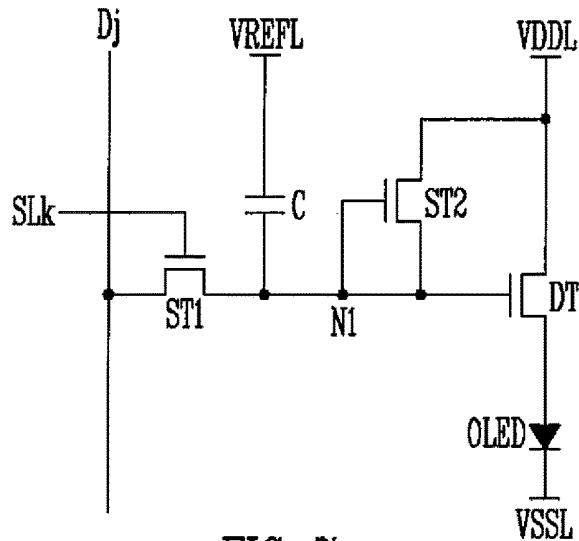 Dj
VREFL
VDDL
SLk
C
ST2
ST1
N1
DT
OLED
VSSL